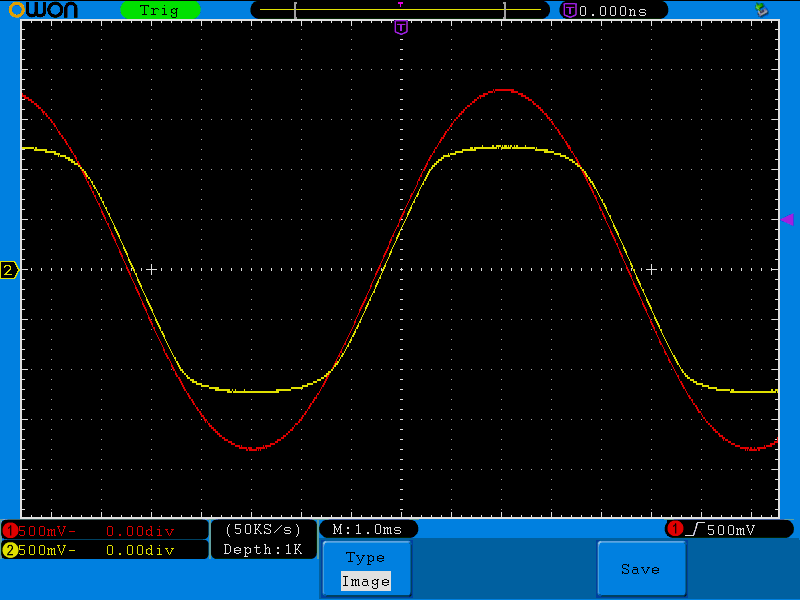 OWON Trig T 0.000ns
T
2
1 500mV- 0.00div (50KS/s) M:1.0ms 1 500mV
2 500mV- 0.00div Depth:1K
Type
Image
Save